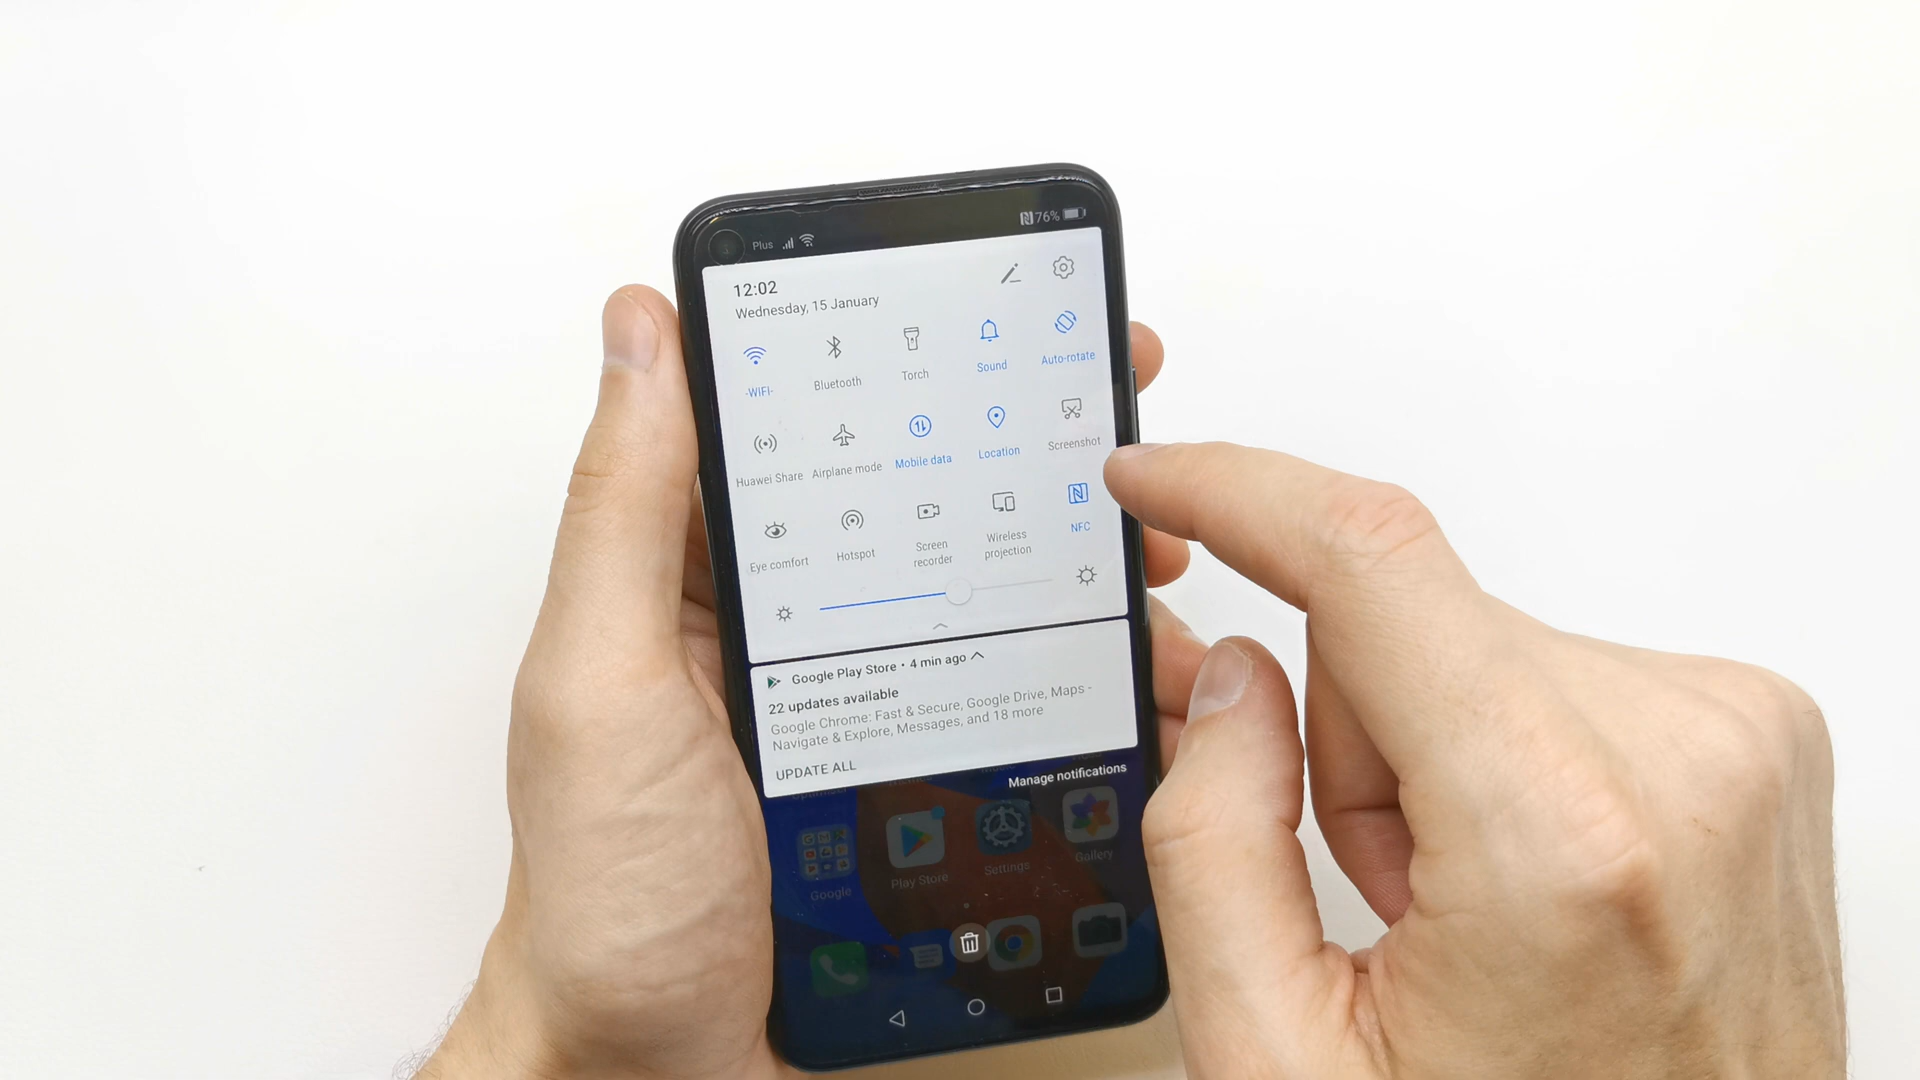 Plus
76%
12:02
Wednesday, 15 January
-WIFI-
Bluetooth
Torch
Sound
Auto-rotate
Huawei Share
Airplane mode
Mobile data
Location
Screenshot
Eye comfort
Hotspot
Screen
recorder
Wireless
projection
NFC
Google Play Store • 4 min ago
22 updates available
Google Chrome: Fast & Secure, Google Drive, Maps -
Navigate & Explore, Messages, and 18 more
UPDATE ALL
Manage notifications
Google
Play Store
Settings
Gallery